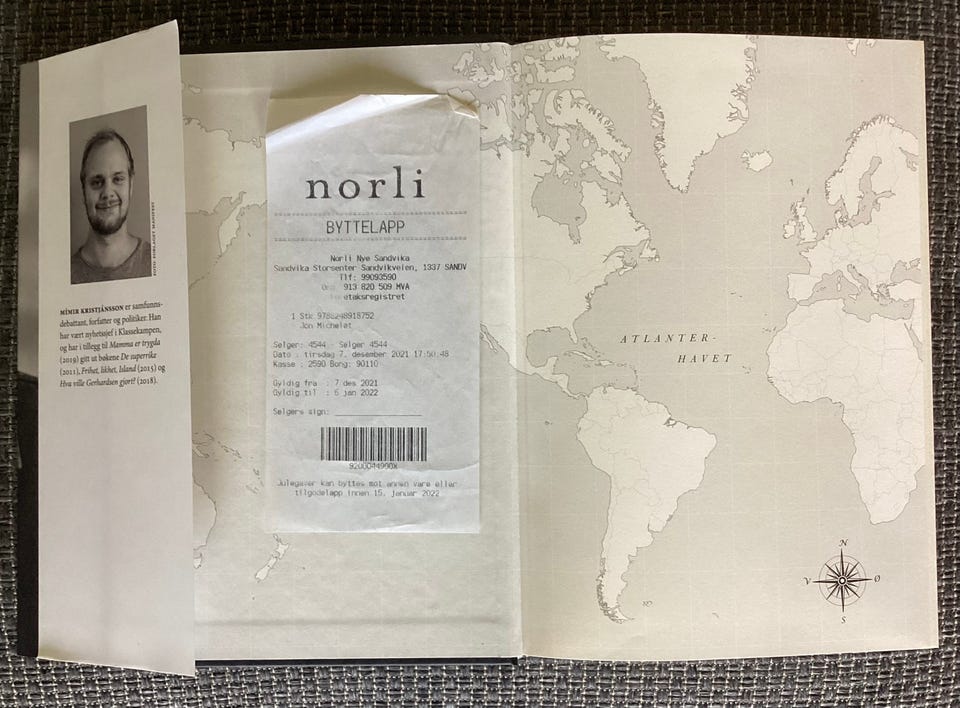 FOTO: FORLAGET MANIFEST
MÍMIR KRISTJÁNSSON er samfunns-
debattant, forfatter og politiker. Han
har vært nyhetssjef i Klassekampen,
og har i tillegg til Mamma er trygda
(2019) gitt ut bøkene De superrike
(2011), Frihet, likhet, Island (2015) og
Hva ville Gerhardsen gjort? (2018).
norli
BYTTELAPP
Norli Nye Sandvika
Sandvika Storsenter Sandvikveien, 1337 SANDV
Tlf: 99093590
913 820 509 MVA
etaksregistret
1 Stk 9788248918752
Jon Michelet
Selger: 4544 - Selger 4544
Dato : tirsdag 7. desember 2021 17:50:48
Kasse : 2590 Bong: 90110
Gyldig fra : 7 des 2021
Gyldig til : 6 jan 2022
Selgers sign:
Julegaver kan byttes mot annen vare eller
tilgodelapp innen 15. januar 2022
ATLANTER-
HAVET
N
V Ø
S